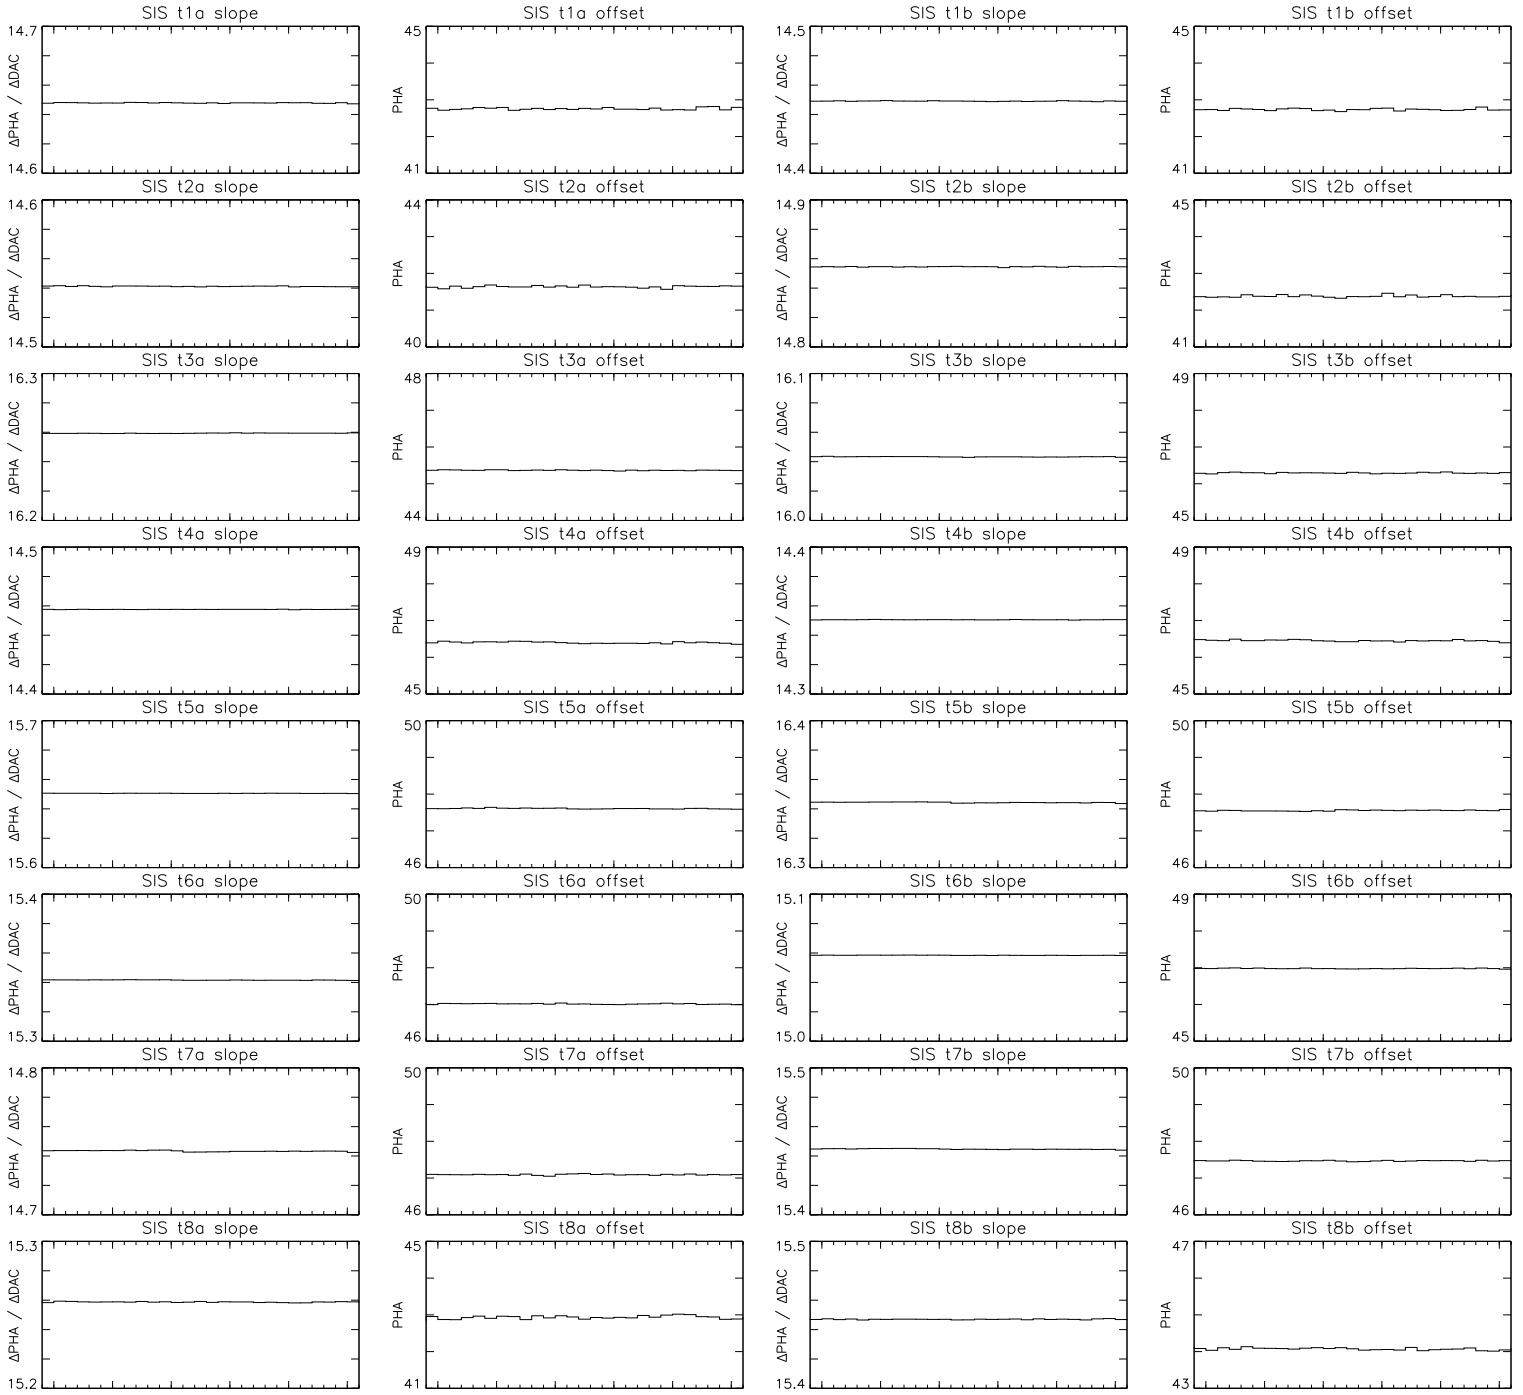 SIS t1a slope SIS t1a offset SIS t1b slope SIS t1b offset
14.7 45 14.5 45
ΔPHA / ΔDAC PHA ΔPHA / ΔDAC PHA
14.6 41 14.4 41
SIS t2a slope SIS t2a offset SIS t2b slope SIS t2b offset
14.6 44 14.9 45
ΔPHA / ΔDAC PHA ΔPHA / ΔDAC PHA
14.5 40 14.8 41
SIS t3a slope SIS t3a offset SIS t3b slope SIS t3b offset
16.3 48 16.1 49
ΔPHA / ΔDAC PHA ΔPHA / ΔDAC PHA
16.2 44 16.0 45
SIS t4a slope SIS t4a offset SIS t4b slope SIS t4b offset
14.5 49 14.4 49
ΔPHA / ΔDAC PHA ΔPHA / ΔDAC PHA
14.4 45 14.3 45
SIS t5a slope SIS t5a offset SIS t5b slope SIS t5b offset
15.7 50 16.4 50
ΔPHA / ΔDAC PHA ΔPHA / ΔDAC PHA
15.6 46 16.3 46
SIS t6a slope SIS t6a offset SIS t6b slope SIS t6b offset
15.4 50 15.1 49
ΔPHA / ΔDAC PHA ΔPHA / ΔDAC PHA
15.3 46 15.0 45
SIS t7a slope SIS t7a offset SIS t7b slope SIS t7b offset
14.8 50 15.5 50
ΔPHA / ΔDAC PHA ΔPHA / ΔDAC PHA
14.7 46 15.4 46
SIS t8a slope SIS t8a offset SIS t8b slope SIS t8b offset
15.3 45 15.5 47
ΔPHA / ΔDAC PHA ΔPHA / ΔDAC PHA
15.2 41 15.4 43